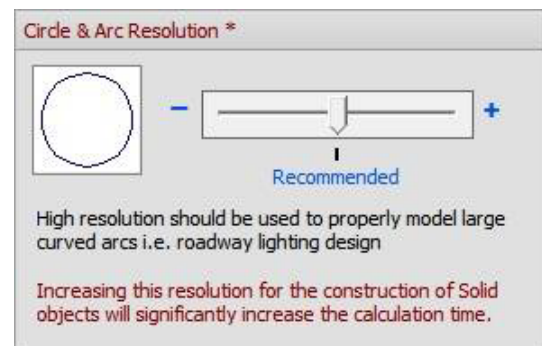 Circle & Arc Resolution *
- +
Recommended
High resolution should be used to properly model large
curved arcs i.e. roadway lighting design
Increasing this resolution for the construction of Solid
objects will significantly increase the calculation time.